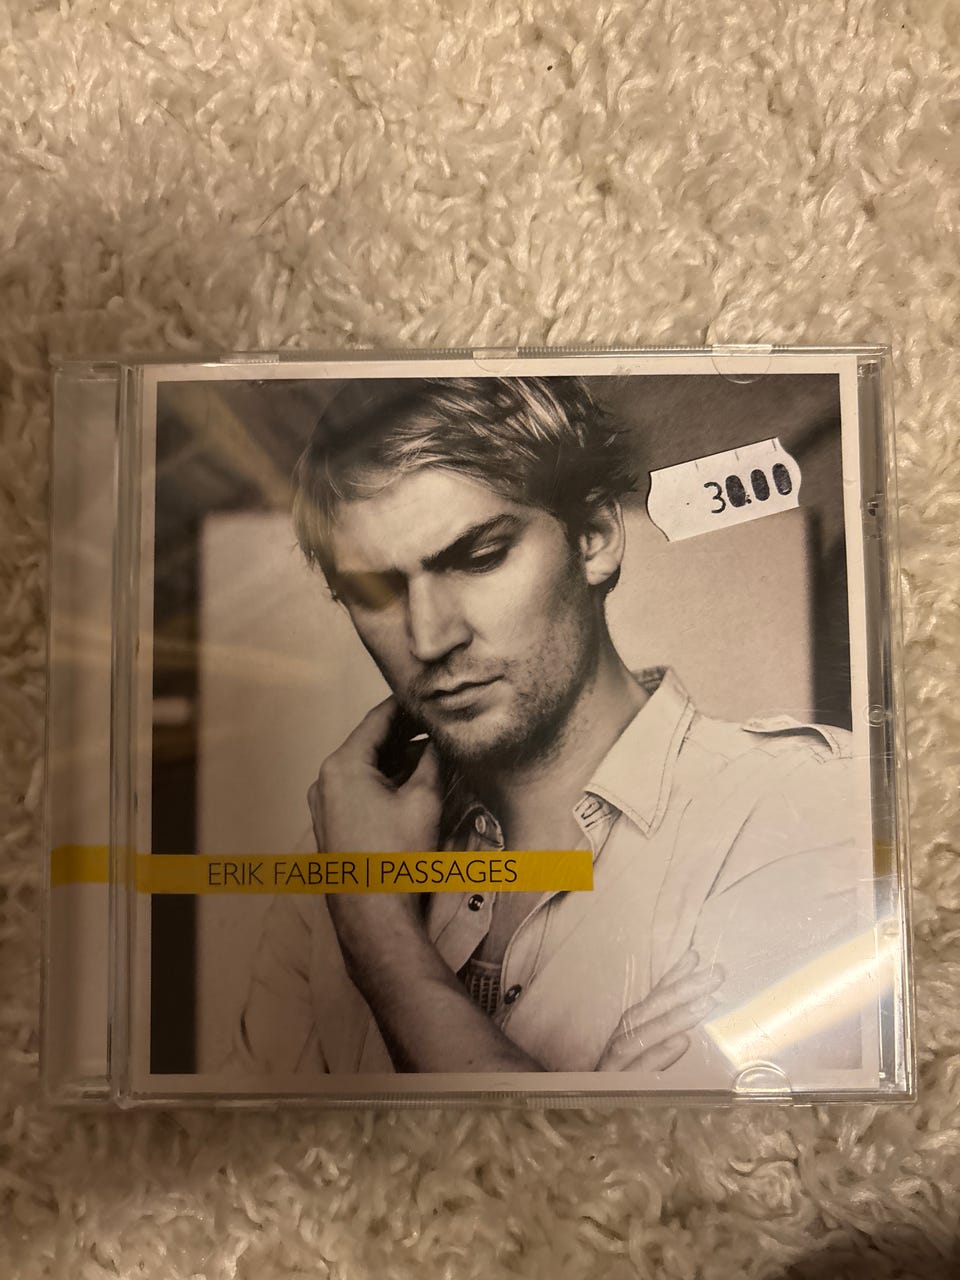 30.00
ERIK FABER | PASSAGES